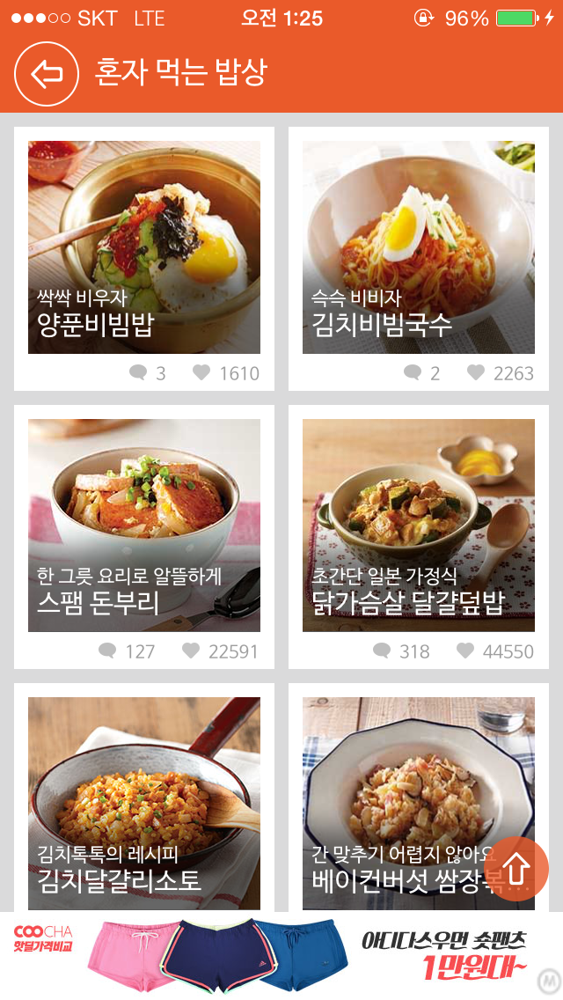 SKT LTE 오전 1:25 96%
혼자 먹는 밥상
싹싹 비우자
양푼비빔밥
3 1610
슥슥 비비자
김치비빔국수
2 2263
한 그릇 요리로 알뜰하게
스팸 돈부리
127 22591
초간단 일본 가정식
닭가슴살 달걀덮밥
318 44550
김치톡톡의 레시피
김치달걀리소토
간 맞추기 어렵지 않아요
베이컨버섯 쌈장볶...
COOCHA
핫딜가격비교
아디다스우먼 숏팬츠
1만원대~
M